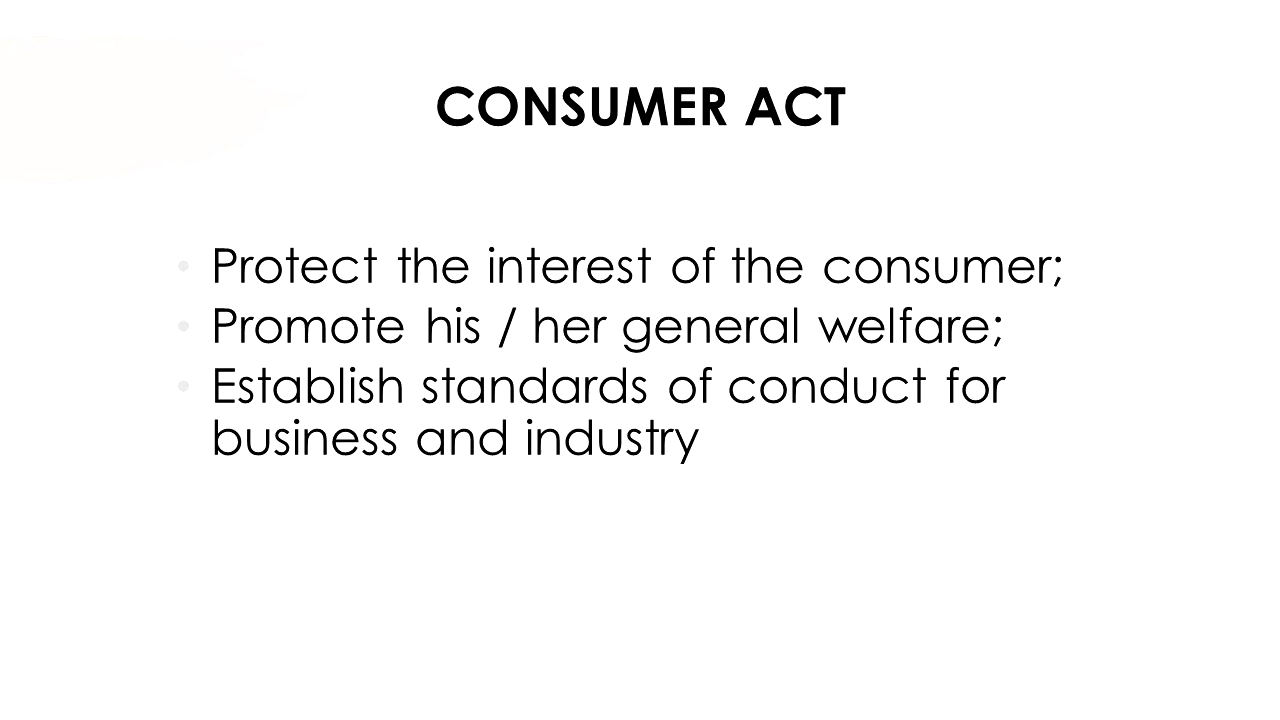 CONSUMER ACT
• Protect the interest of the consumer;
• Promote his / her general welfare;
• Establish standards of conduct for
business and industry